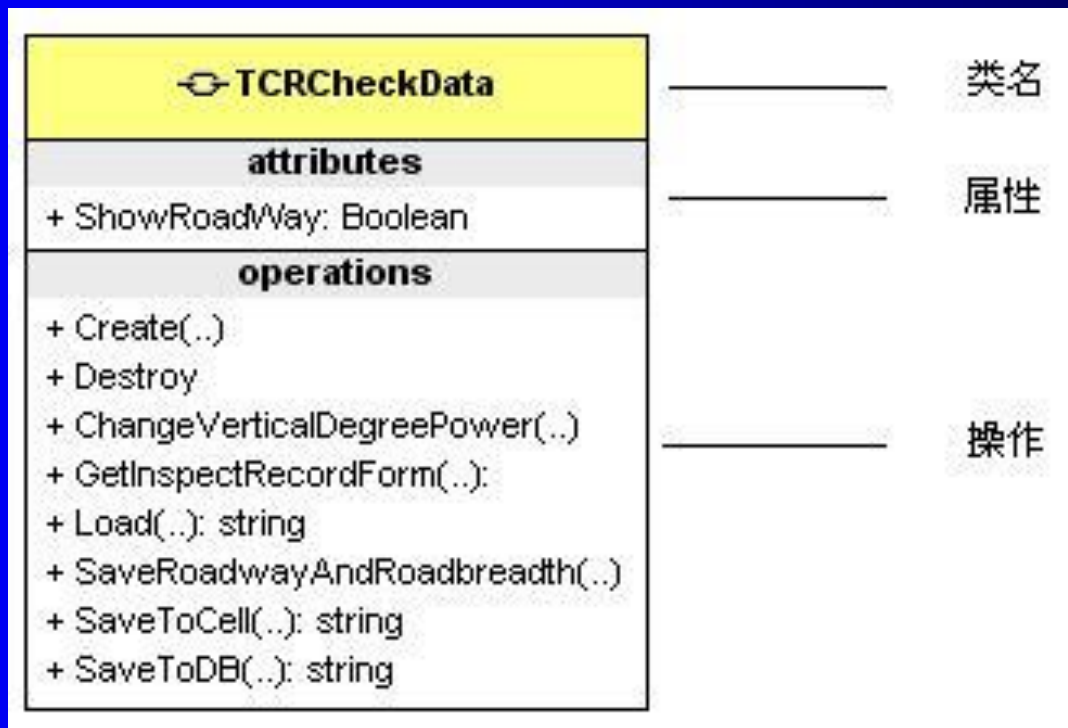 TCRCheckData
类名
attributes
属性
+ ShowRoadWay: Boolean
operations
+ Create(..)
+ Destroy
+ ChangeVerticalDegreePower(..)
操作
+ GetInspectRecordForm(..):
+ Load(..): string
+ SaveRoadwayAndRoadbreadth(..)
+ SaveToCell(..): string
+ SaveToDB(..): string